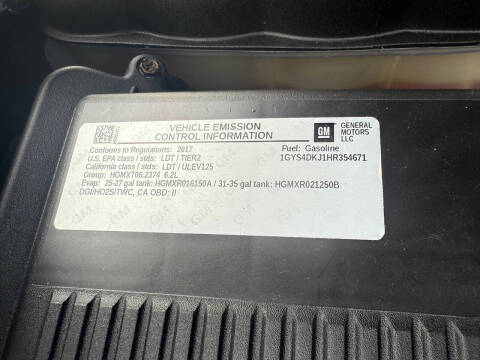 VEHICLE EMISSION
CONTROL INFORMATION
GM
GENERAL
MOTORS
LLC
Conforms to Regulations: 2017
Fuel: Gasoline
U.S. EPA class / stds: LDT / TIER2
1GYS4DKJ1HR354671
California class / stds: LDT / ULEV125
Group: HGMXT06.2374 6.2L
Evap: 25-27 gal tank: HGMXR016150A / 31-35 gal tank: HGMXR021250B
DGI/HO2S/TWC, CA OBD: II